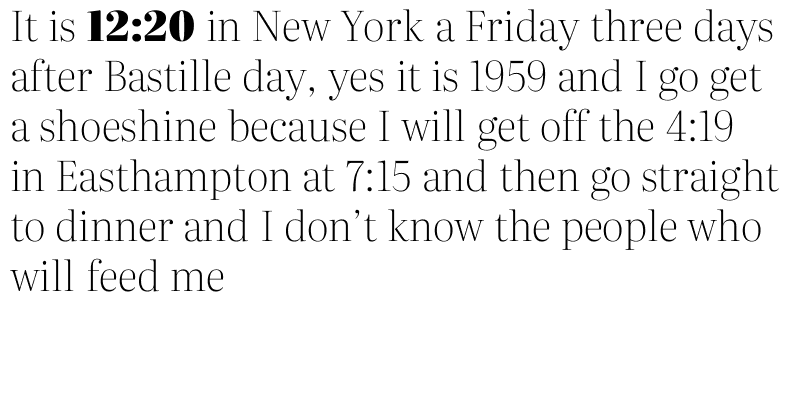 It is 12:20 in New York a Friday three days
after Bastille day, yes it is 1959 and I go get
a shoeshine because I will get off the 4:19
in Easthampton at 7:15 and then go straight
to dinner and I don’t know the people who
will feed me